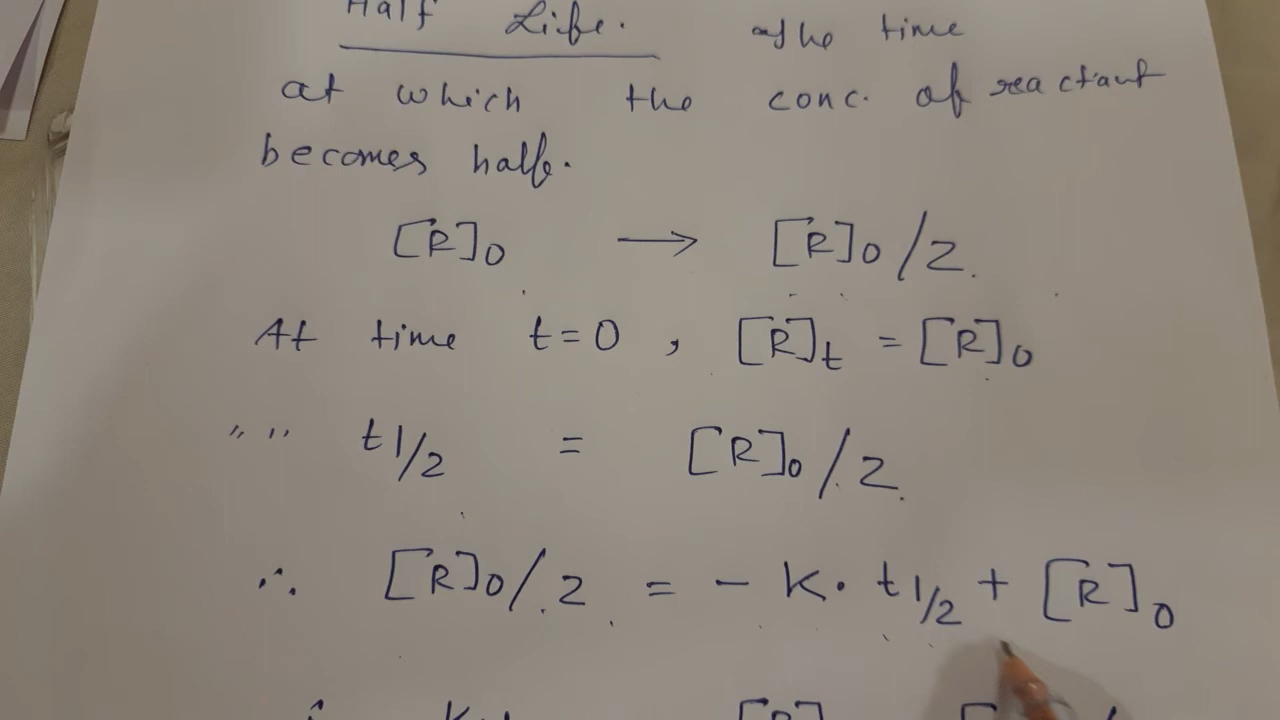 Half Life. The time
at which the conc. of reactant
becomes half.
[R]₀ → [R]₀/2.
At time t=0, [R]t = [R]₀
" " t1/2 = [R]₀/2.
∴ [R]₀/2 = - K. t1/2 + [R]₀